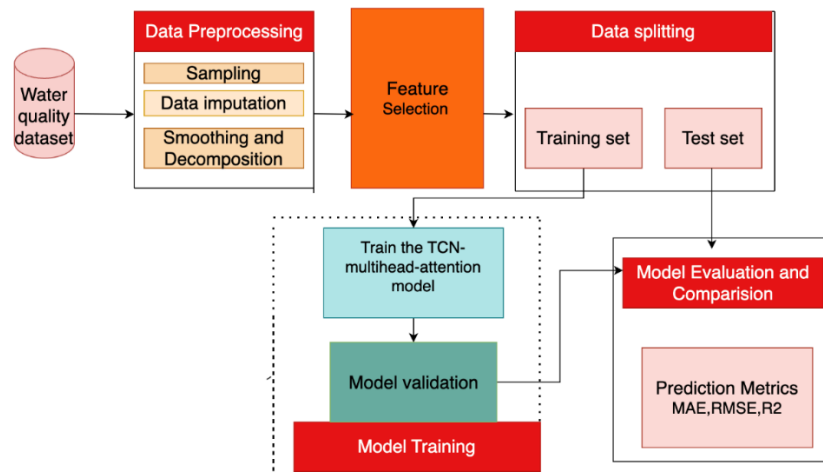 Data Preprocessing
Water
quality
dataset
Sampling
Data imputation
Smoothing and
Decomposition
Feature
Selection
Data splitting
Training set
Test set
Train the TCN-
multihead-attention
model
Model validation
Model Training
Model Evaluation and
Comparision
Prediction Metrics
MAE,RMSE,R2